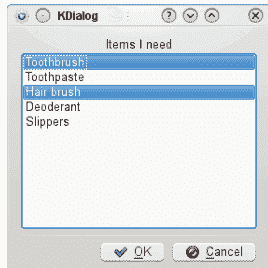 KDialog
Items I need
Toothbrush
Toothpaste
Hair brush
Deoderant
Slippers
OK
Cancel